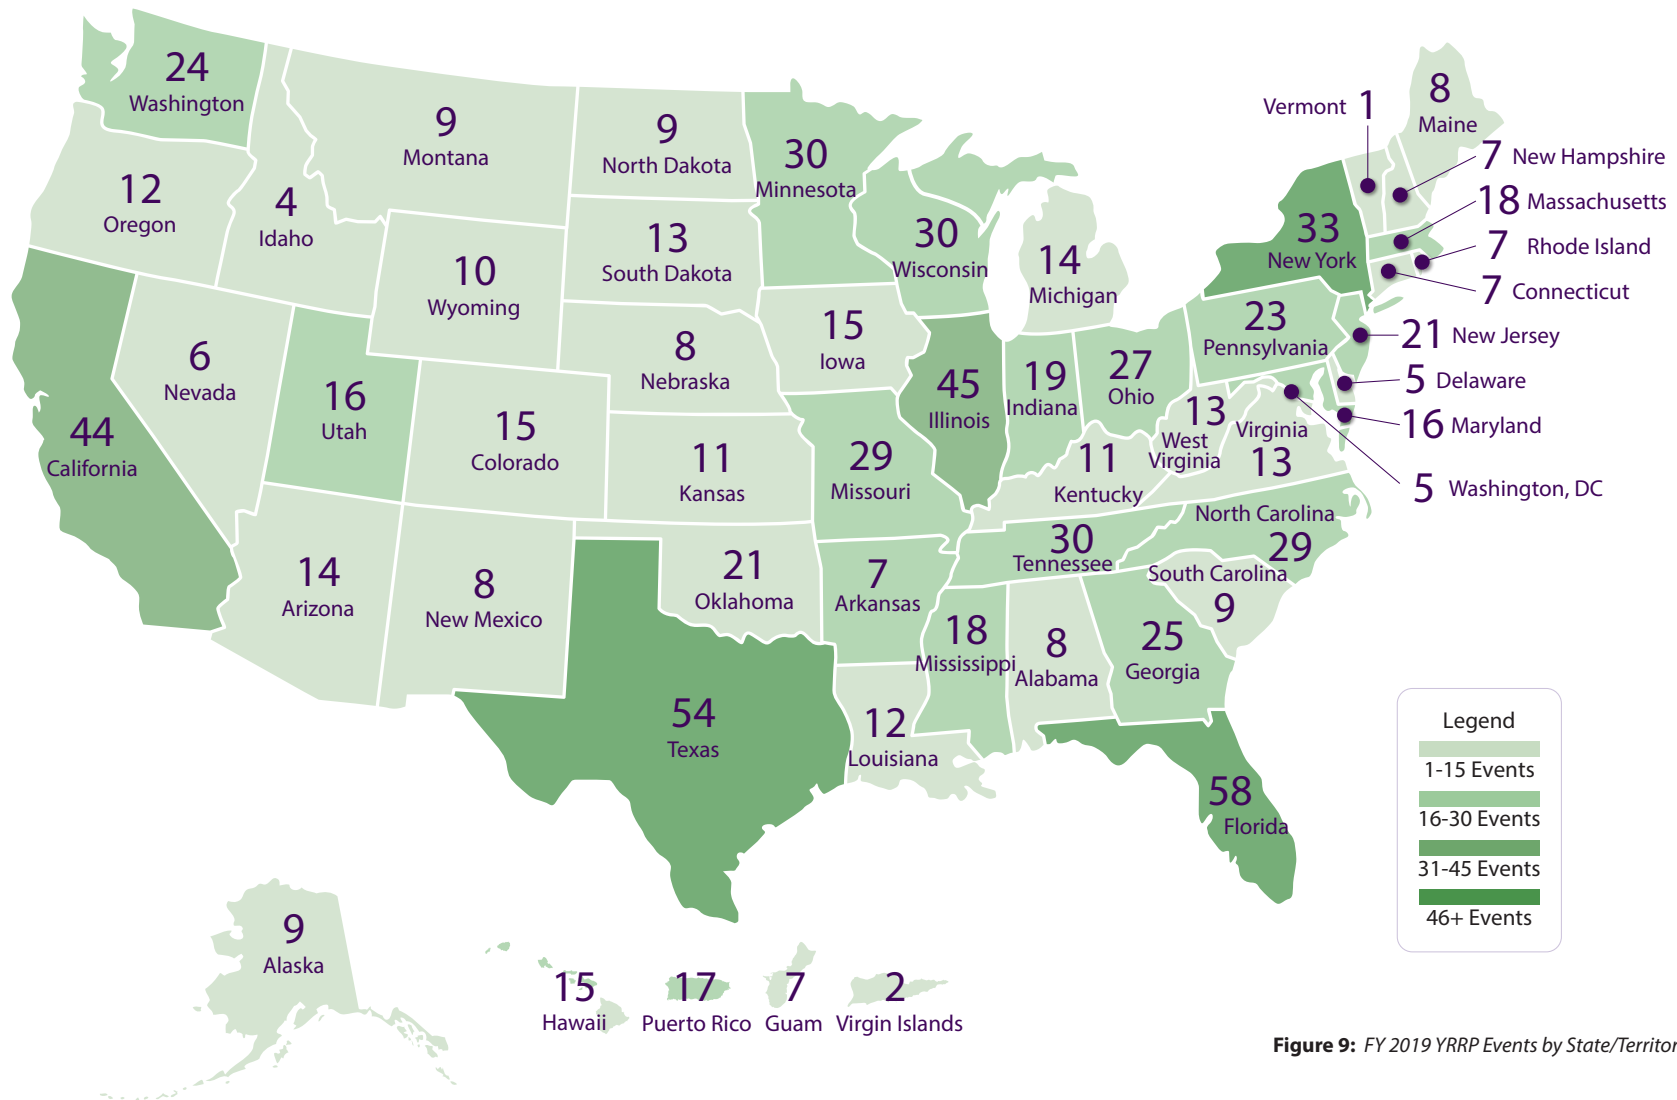 24
Washington
9
Montana
9
North Dakota
30
Minnesota
Vermont 1
8
Maine
7 New Hampshire
18 Massachusetts
7 Rhode Island
7 Connecticut
21 New Jersey
5 Delaware
16 Maryland
5 Washington, DC
12
Oregon
4
Idaho
10
Wyoming
13
South Dakota
30
Wisconsin
14
Michigan
33
New York
23
Pennsylvania
6
Nevada
16
Utah
8
Nebraska
15
Iowa
45
Illinois
19
Indiana
27
Ohio
13
West
Virginia
Virginia
13
44
California
15
Colorado
11
Kansas
29
Missouri
11
Kentucky
North Carolina
29
30
Tennessee
South Carolina
9
14
Arizona
8
New Mexico
21
Oklahoma
7
Arkansas
18
Mississippi
8
Alabama
25
Georgia
54
Texas
12
Louisiana
58
Florida
Legend
1-15 Events
16-30 Events
31-45 Events
46+ Events
9
Alaska
15
Hawaii
17
Puerto Rico
7
Guam
2
Virgin Islands
Figure 9: FY 2019 YRRP Events by State/Territor